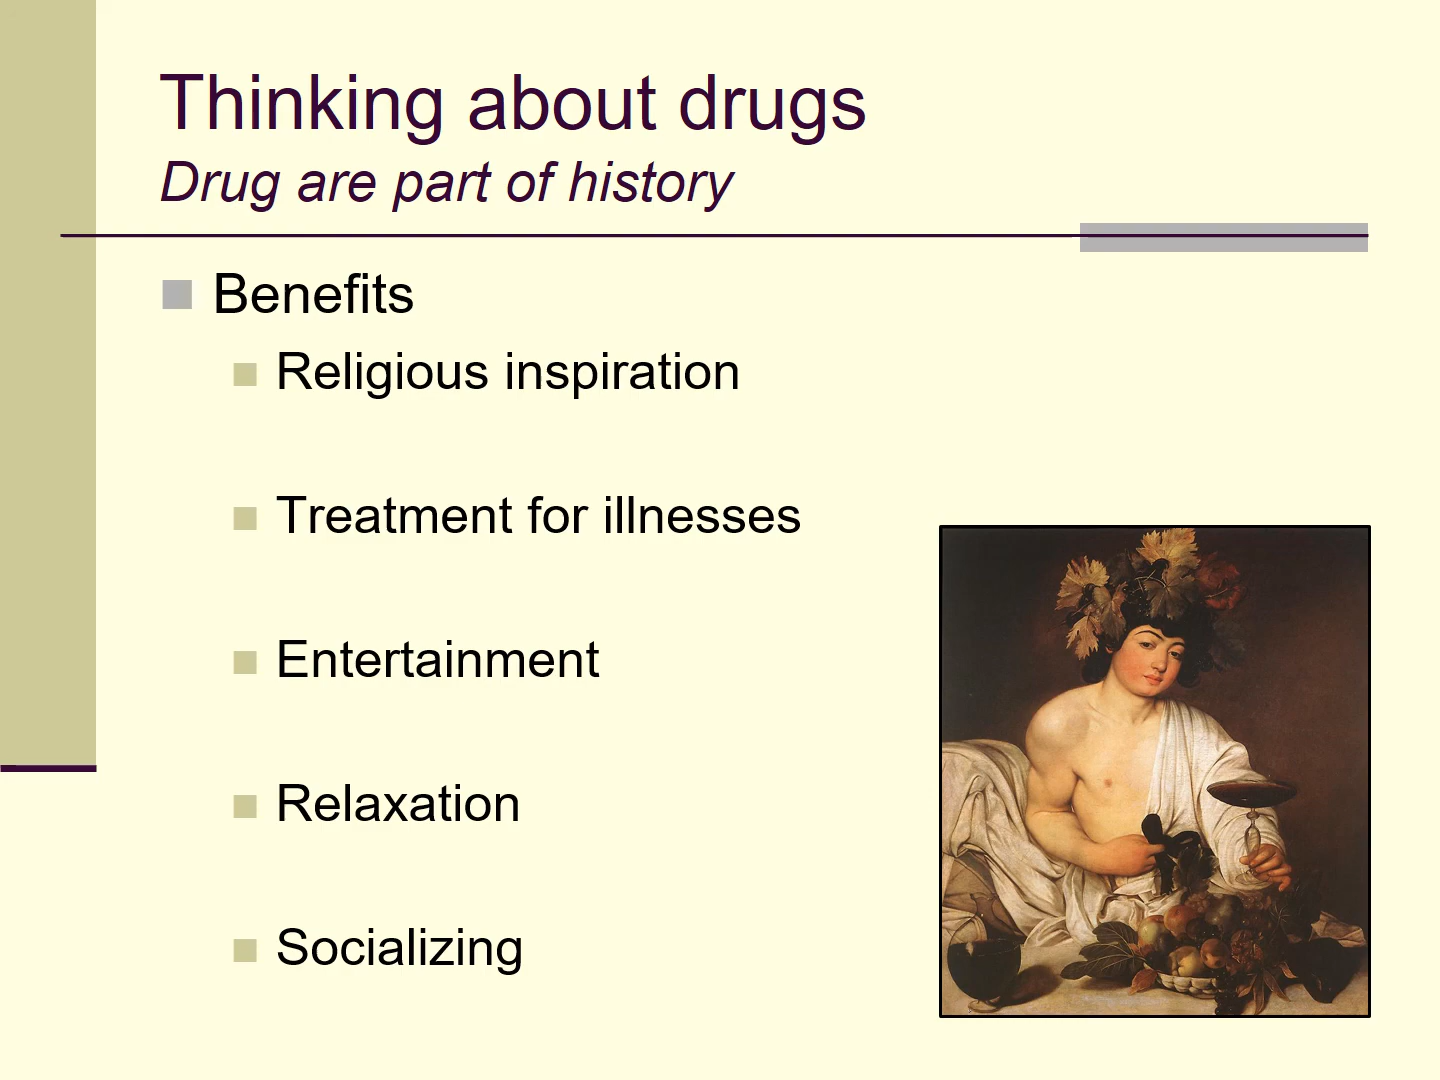 Thinking about drugs
Drug are part of history
Benefits
Religious inspiration
Treatment for illnesses
Entertainment
Relaxation
Socializing